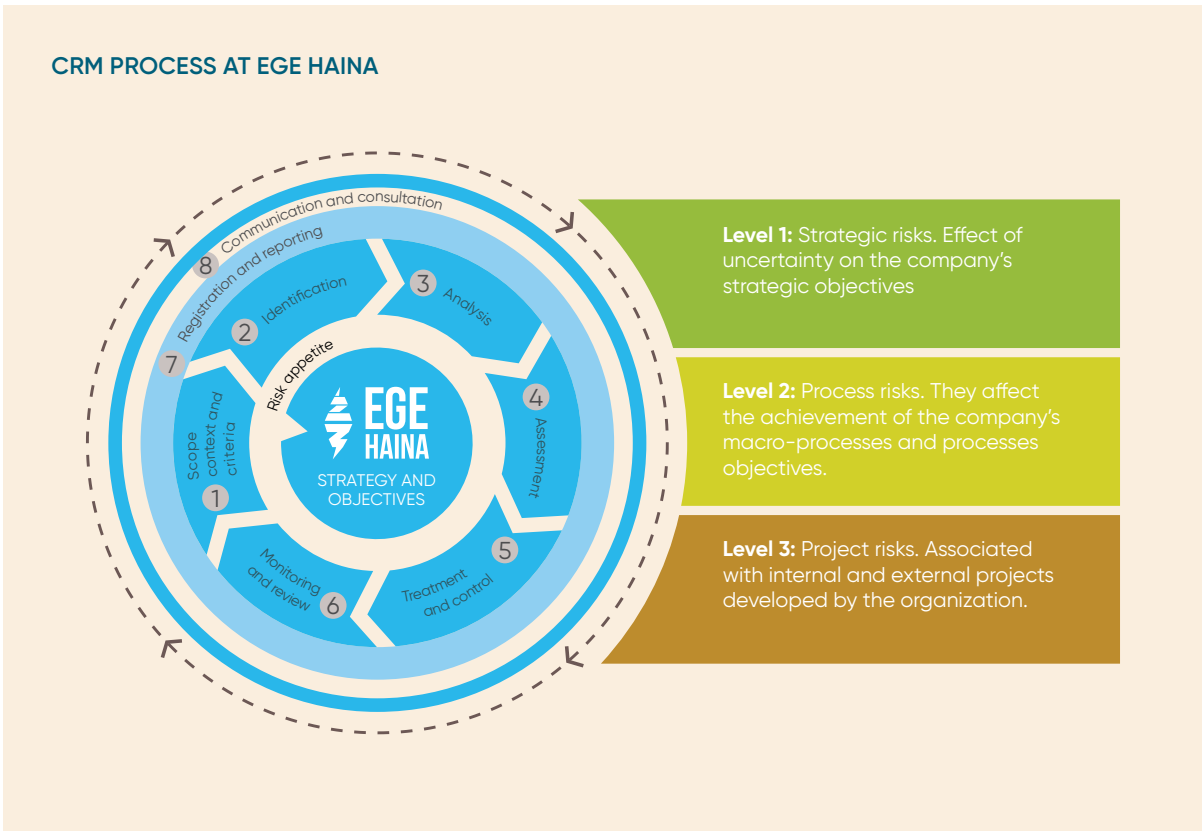 CRM PROCESS AT EGE HAINA
8 Communication and consultation
7 Registration and reporting
2 Identification
3 Analysis
4 Assessment
5 Treatment
and control
6 Monitoring
and review
1 Scope
context and
criteria
Risk appetite
EGE
HAINA
STRATEGY AND
OBJECTIVES
Level 1: Strategic risks. Effect of
uncertainty on the company’s
strategic objectives
Level 2: Process risks. They affect
the achievement of the company’s
macro-processes and processes
objectives.
Level 3: Project risks. Associated
with internal and external projects
developed by the organization.